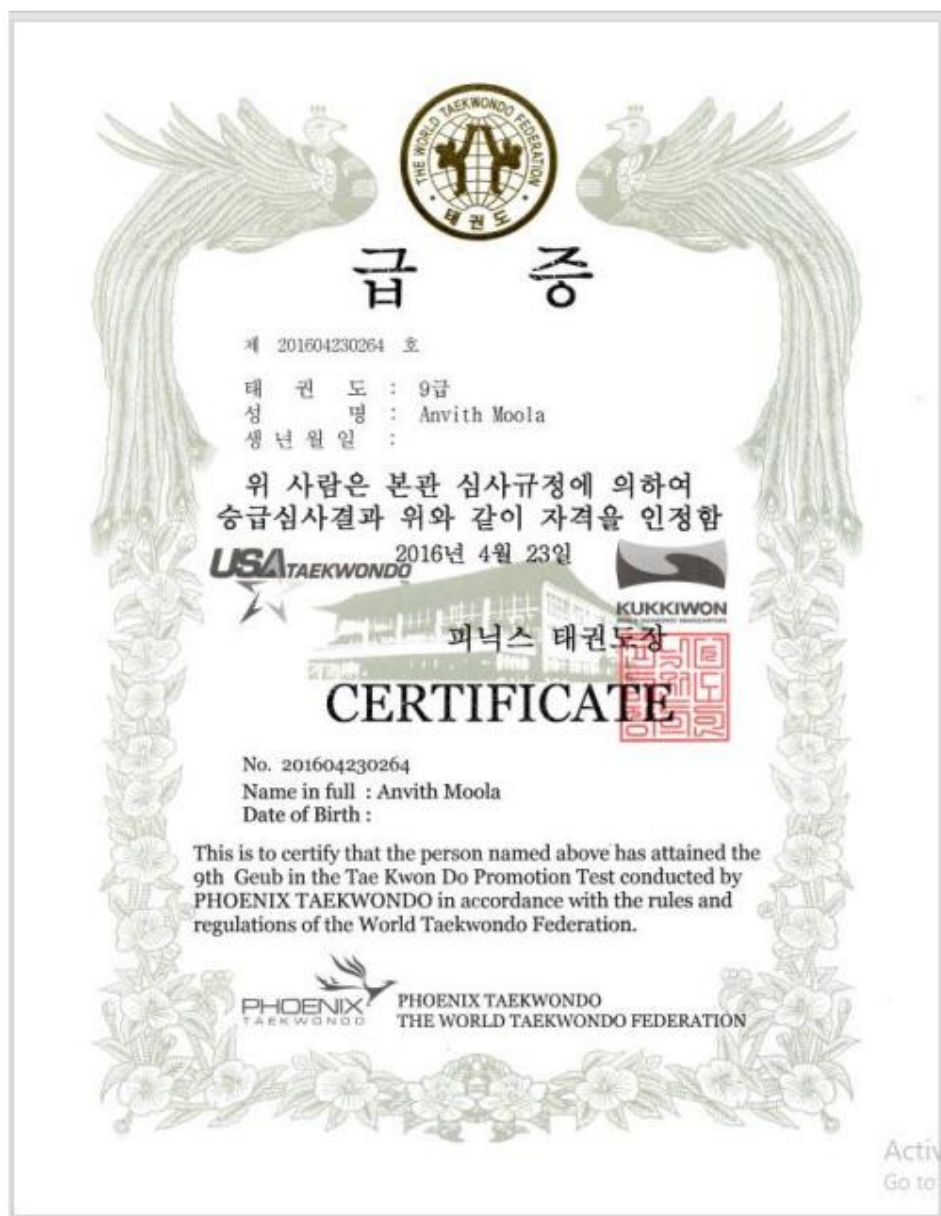 THE WORLD TAEKWONDO FEDERATION
태권도
급 증
제 201604230264 호
태 권 도 : 9급
성 명 : Anvith Moola
생 년 월 일 :
위 사람은 본관 심사규정에 의하여
승급심사결과 위와 같이 자격을 인정함
2016년 4월 23일
USA TAEKWONDO
KUKKIWON
피닉스 태권도장
CERTIFICATE
No. 201604230264
Name in full : Anvith Moola
Date of Birth :
This is to certify that the person named above has attained the
9th Geub in the Tae Kwon Do Promotion Test conducted by
PHOENIX TAEKWONDO in accordance with the rules and
regulations of the World Taekwondo Federation.
PHOENIX
TAEKWONDO
PHOENIX TAEKWONDO
THE WORLD TAEKWONDO FEDERATION
Go to